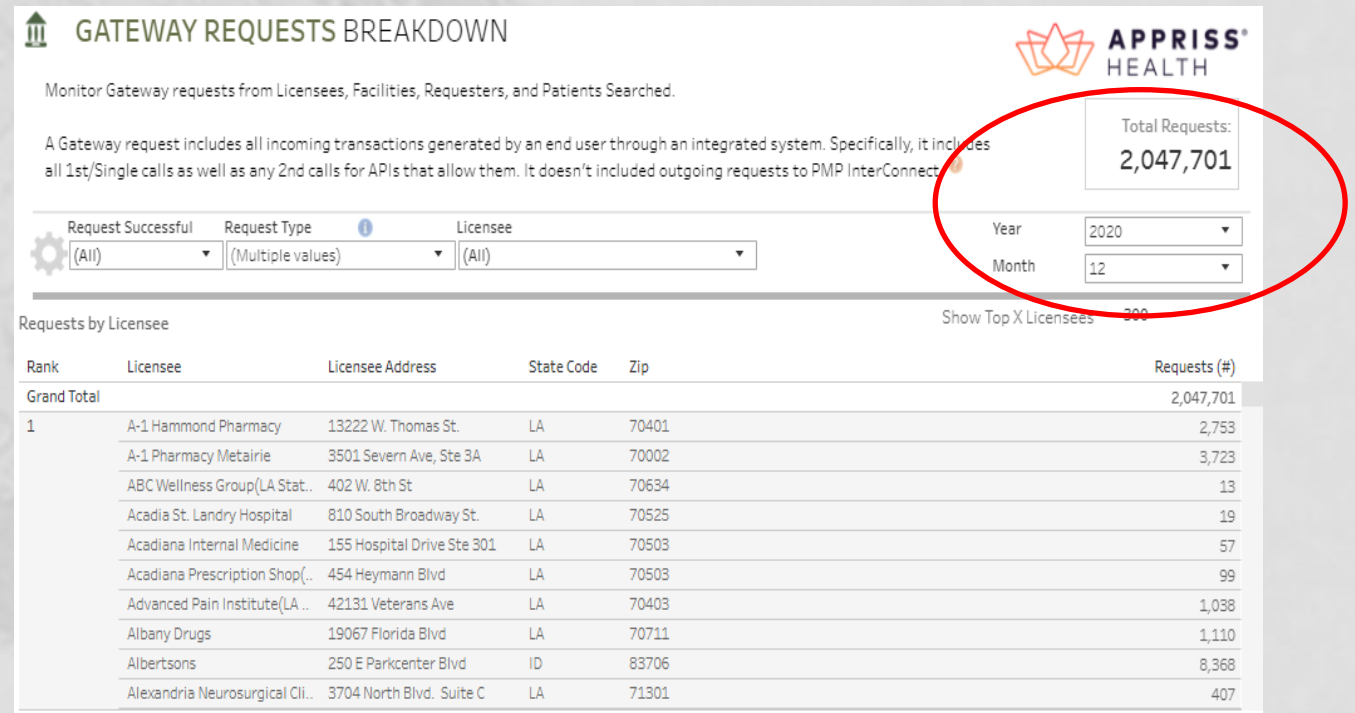 GATEWAY REQUESTS BREAKDOWN
APPRISS®
HEALTH
Monitor Gateway requests from Licensees, Facilities, Requesters, and Patients Searched.
Total Requests:
2,047,701
A Gateway request includes all incoming transactions generated by an end user through an integrated system. Specifically, it includes
all 1st/Single calls as well as any 2nd calls for APIs that allow them. It doesn't included outgoing requests to PMP InterConnect.
Request Successful Request Type Licensee Year 2020
(All) (Multiple values) (All) Month 12
Requests by Licensee Show Top X Licensees 300
Rank Licensee Licensee Address State Code Zip Requests (#)
Grand Total 2,047,701
1 A-1 Hammond Pharmacy 13222 W. Thomas St. LA 70401 2,753
A-1 Pharmacy Metairie 3501 Severn Ave, Ste 3A LA 70002 3,723
ABC Wellness Group(LA Stat.. 402 W. 8th St LA 70634 13
Acadia St. Landry Hospital 810 South Broadway St. LA 70525 19
Acadiana Internal Medicine 155 Hospital Drive Ste 301 LA 70503 57
Acadiana Prescription Shop(.. 454 Heymann Blvd LA 70503 99
Advanced Pain Institute(LA .. 42131 Veterans Ave LA 70403 1,038
Albany Drugs 19067 Florida Blvd LA 70711 1,110
Albertsons 250 E Parkcenter Blvd ID 83706 8,368
Alexandria Neurosurgical Cli.. 3704 North Blvd. Suite C LA 71301 407